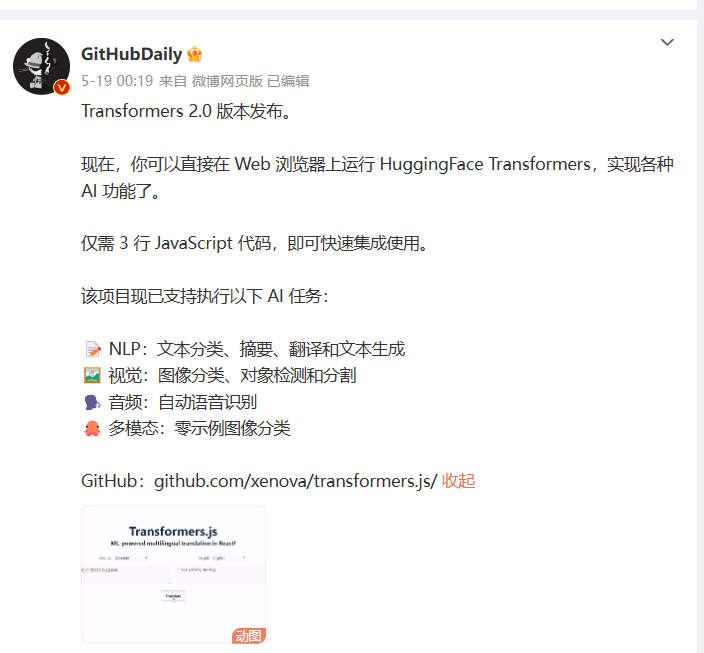 GitHubDaily
5-19 00:19 来自 微博网页版 已编辑
Transformers 2.0 版本发布。
现在，你可以直接在 Web 浏览器上运行 HuggingFace Transformers，实现各种
AI 功能了。
仅需 3 行 JavaScript 代码，即可快速集成使用。
该项目现已支持执行以下 AI 任务：
📝 NLP：文本分类、摘要、翻译和文本生成
🖼️ 视觉：图像分类、对象检测和分割
🗣️ 音频：自动语音识别
🐙 多模态：零示例图像分类
GitHub：github.com/xenova/transformers.js/ 收起
Transformers.js
ML-powered multilingual translation in React!
动图